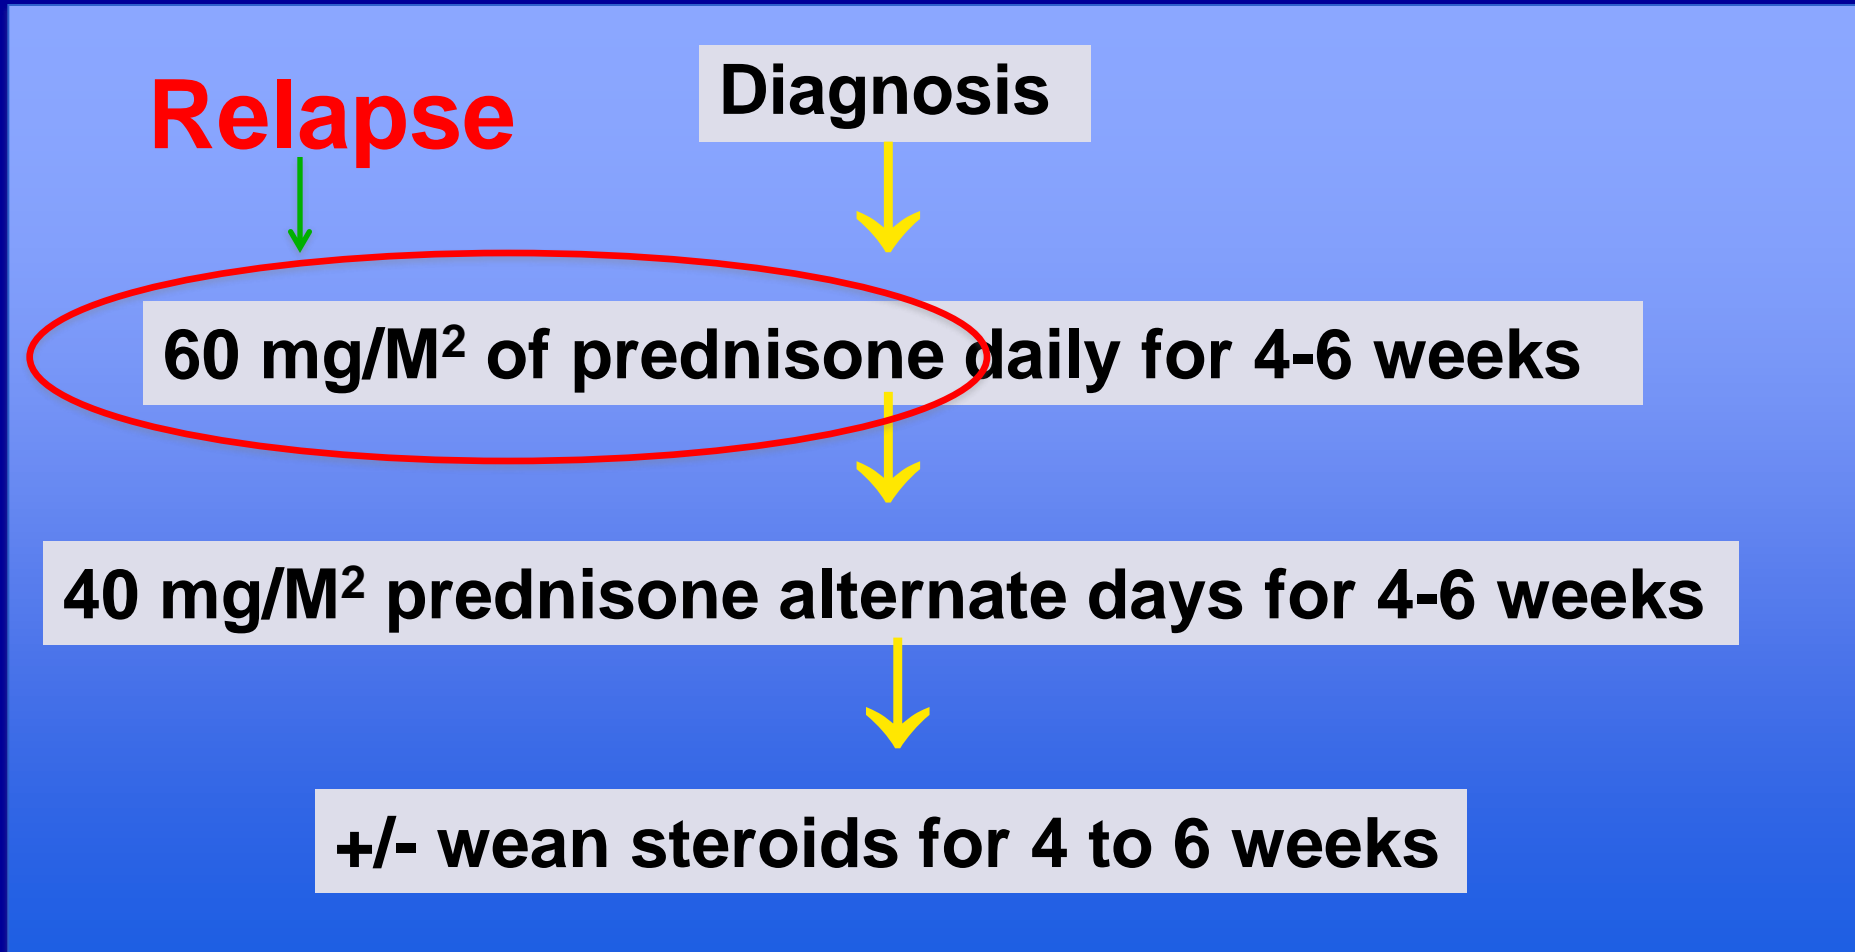 Relapse
Diagnosis
60 mg/M² of prednisone daily for 4-6 weeks
40 mg/M² prednisone alternate days for 4-6 weeks
+/- wean steroids for 4 to 6 weeks